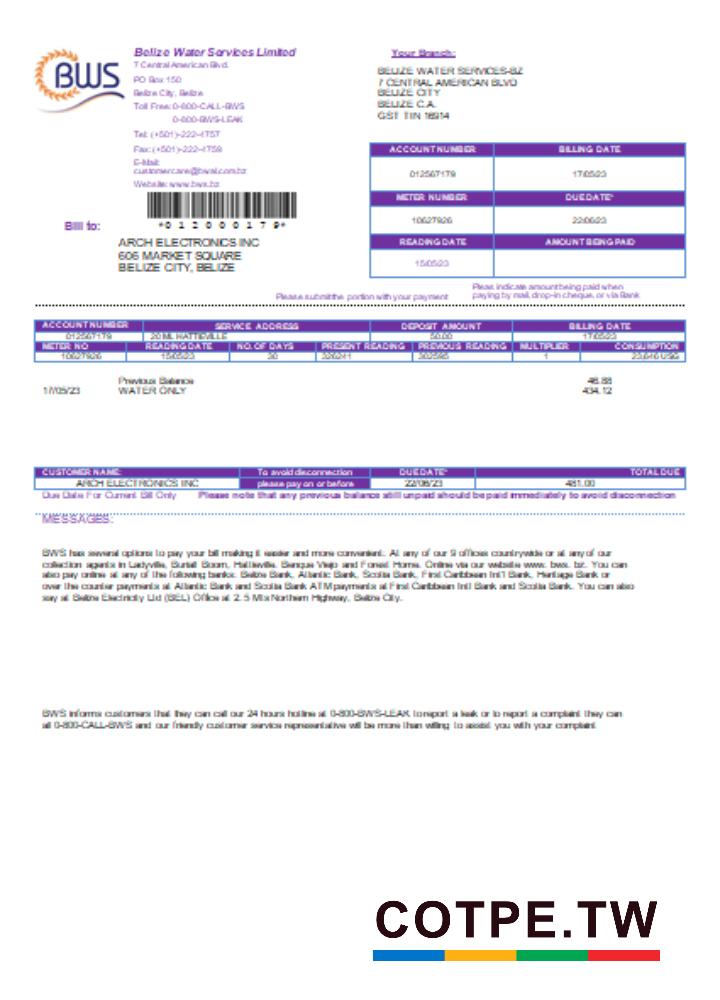 BWS
Belize Water Services Limited
7 Central American Blvd.
PO Box 150
Belize City, Belize
Toll Free: 0-800-CALL-BWS
0-800-BWS-LEAK
Tel: (+501)-222-4757
Fax: (+501)-222-4759
E-Mail:
customercare@bwsl.com.bz
Website: www.bws.bz
Your Branch:
BELIZE WATER SERVICES-BZ
7 CENTRAL AMERICAN BLVD
BELIZE CITY
BELIZE C.A.
GST TIN 16914
ACCOUNT NUMBER BILLING DATE
012567179 17/05/23
METER NUMBER DUE DATE*
10627926 22/06/23
READING DATE AMOUNT BEING PAID
15/05/23
*012000179*
Bill to:
ARCH ELECTRONICS INC
606 MARKET SQUARE
BELIZE CITY, BELIZE
Please submit the portion with your payment
Pleas indicate amount being paid when
paying by mail, drop-in cheque, or via Bank
ACCOUNT NUMBER SERVICE ADDRESS DEPOSIT AMOUNT BILLING DATE
012567179 20 ML HATTIEVILLE 50.00 17/05/23
METER NO READING DATE NO. OF DAYS PRESENT READING PREVIOUS READING MULTIPLIER CONSUMPTION
10627926 15/05/23 30 326241 302595 1 23,646 USG
Previous Balance 46.88
17/05/23 WATER ONLY 434.12
CUSTOMER NAME: To avoid disconnection DUE DATE* TOTAL DUE
ARCH ELECTRONICS INC please pay on or before 22/06/23 481.00
Due Date For Current Bill Only Please note that any previous balance still unpaid should be paid immediately to avoid disconnection
MESSAGES:
BWS has several options to pay your bill making it easier and more convenient. At any of our 9 offices countrywide or at any of our
collection agents in Ladyville, Burrell Boom, Hattieville, Benque Viejo and Forest Home. Online via our website www. bws. bz. You can
also pay online at any of the following banks: Belize Bank, Atlantic Bank, Scotia Bank, First Caribbean Int'l Bank, Heritage Bank or
over the counter payments at Atlantic Bank and Scotia Bank ATM payments at First Caribbean Intl Bank and Scotia Bank. You can also
say at Belize Electricity Ltd (BEL) Office at 2. 5 Mls Northern Highway, Belize City.
BWS informs customers that they can call our 24 hours hotline at 0-800-BWS-LEAK to report a leak or to report a complaint they can
all 0-800-CALL-BWS and our friendly customer service representative will be more than willing to assist you with your complaint
COTPE.TW